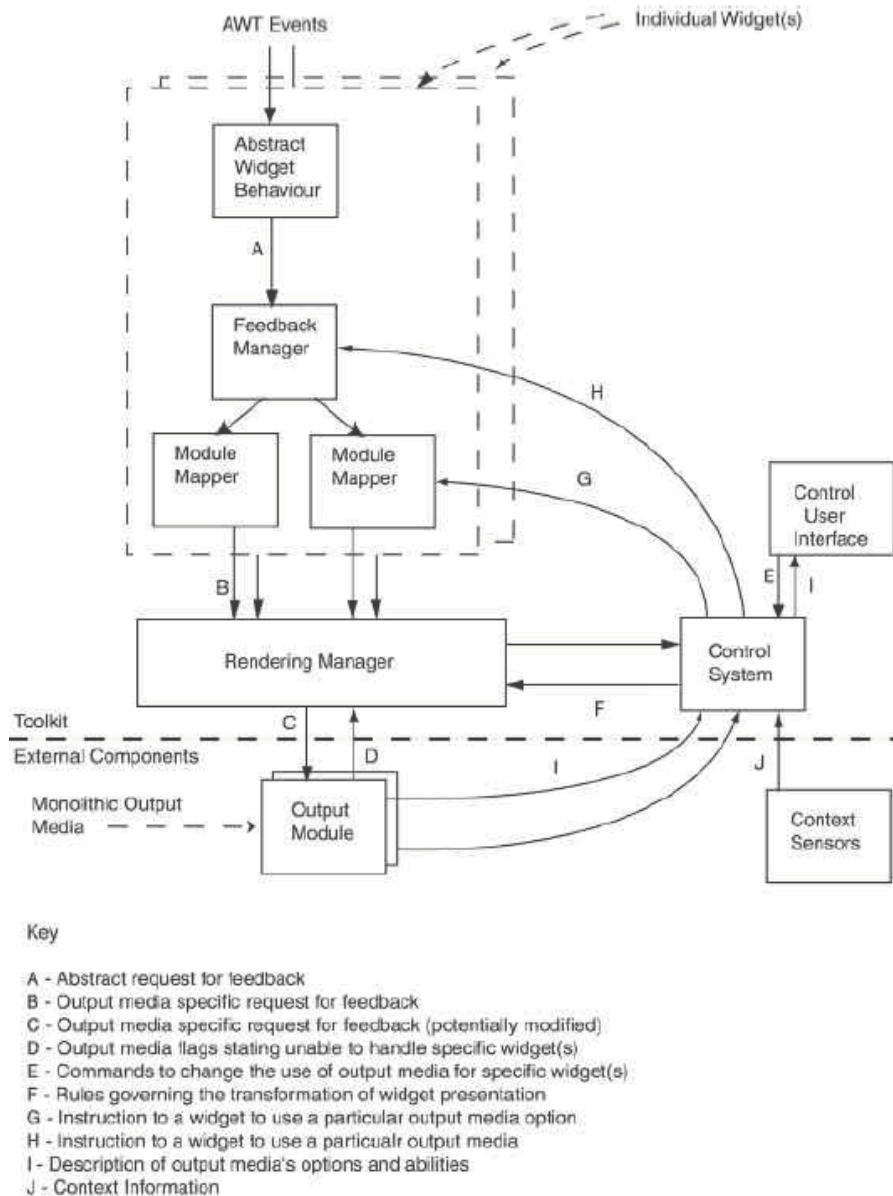 AWT Events
Individual Widget(s)
Abstract
Widget
Behaviour
A
Feedback
Manager
H
Module
Mapper
Module
Mapper
G
Control
User
Interface
B
E
I
Rendering Manager
Control
System
F
Toolkit
C
D
External Components
I
J
Monolithic Output
Media
Output
Module
Context
Sensors
Key
A - Abstract request for feedback
B - Output media specific request for feedback
C - Output media specific request for feedback (potentially modified)
D - Output media flags stating unable to handle specific widget(s)
E - Commands to change the use of output media for specific widget(s)
F - Rules governing the transformation of widget presentation
G - Instruction to a widget to use a particular output media option
H - Instruction to a widget to use a particualr output media
I - Description of output media's options and abilities
J - Context Information